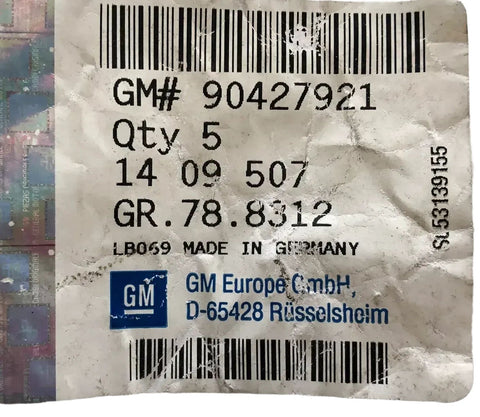 GM# 90427921
Qty 5
14 09 507
GR.78.8312
LB069 MADE IN GERMANY
GM
GM Europe GmbH,
D-65428 Rüsselsheim
SL53139155